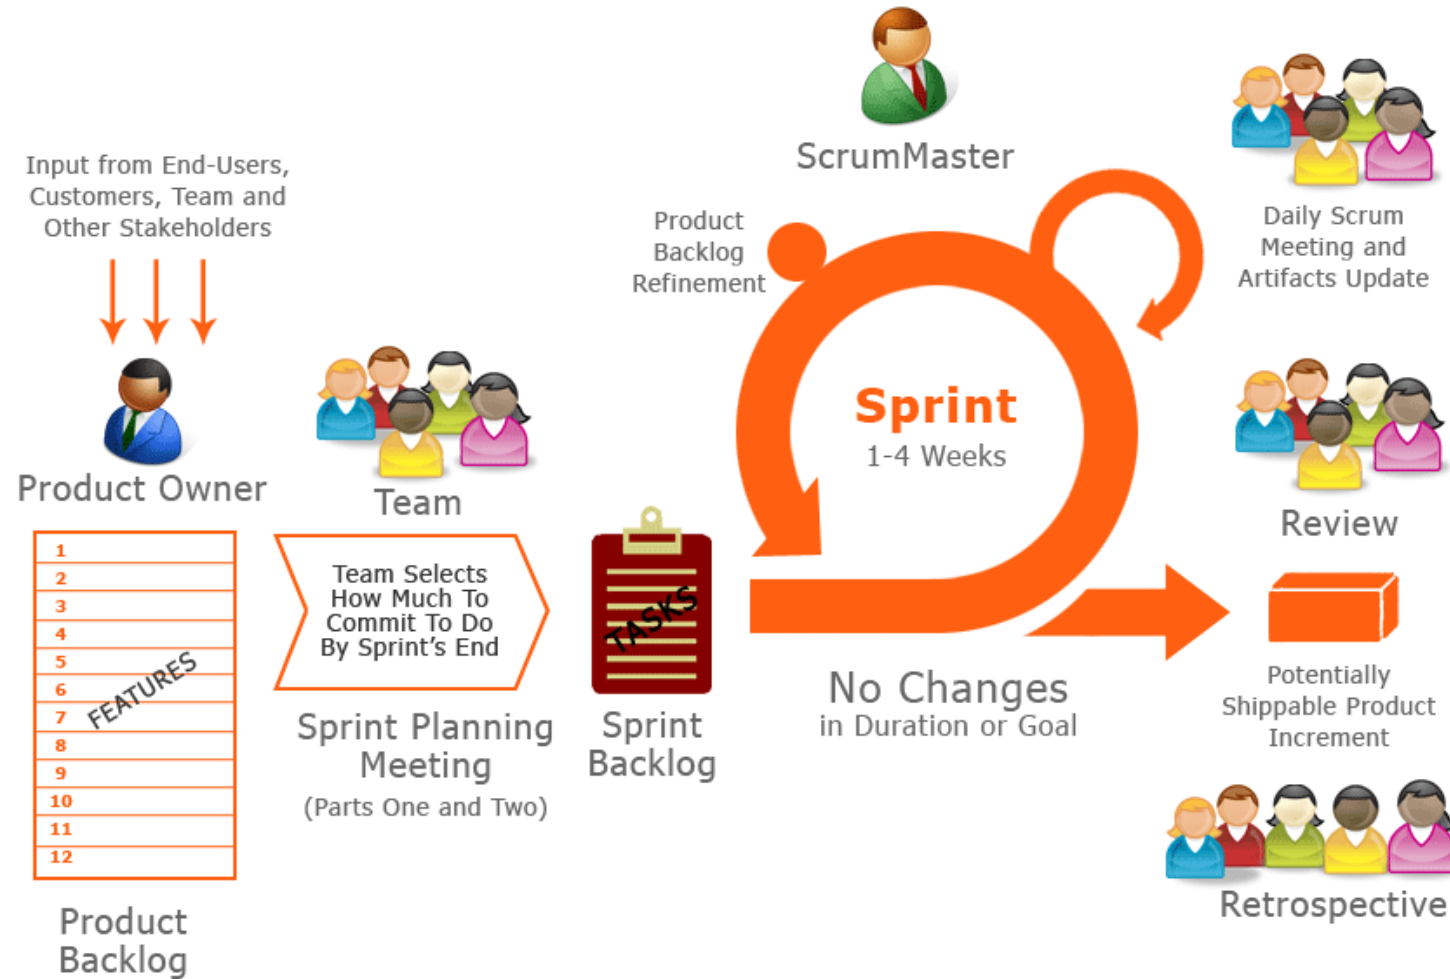 Input from End-Users,
Customers, Team and
Other Stakeholders
Product Owner
1
2
3
4
5
6
7
8
9
10
11
12
FEATURES
Product
Backlog
Team
Team Selects
How Much To
Commit To Do
By Sprint's End
Sprint Planning
Meeting
(Parts One and Two)
TASKS
Sprint
Backlog
ScrumMaster
Product
Backlog
Refinement
Sprint
1-4 Weeks
No Changes
in Duration or Goal
Daily Scrum
Meeting and
Artifacts Update
Review
Potentially
Shippable Product
Increment
Retrospective